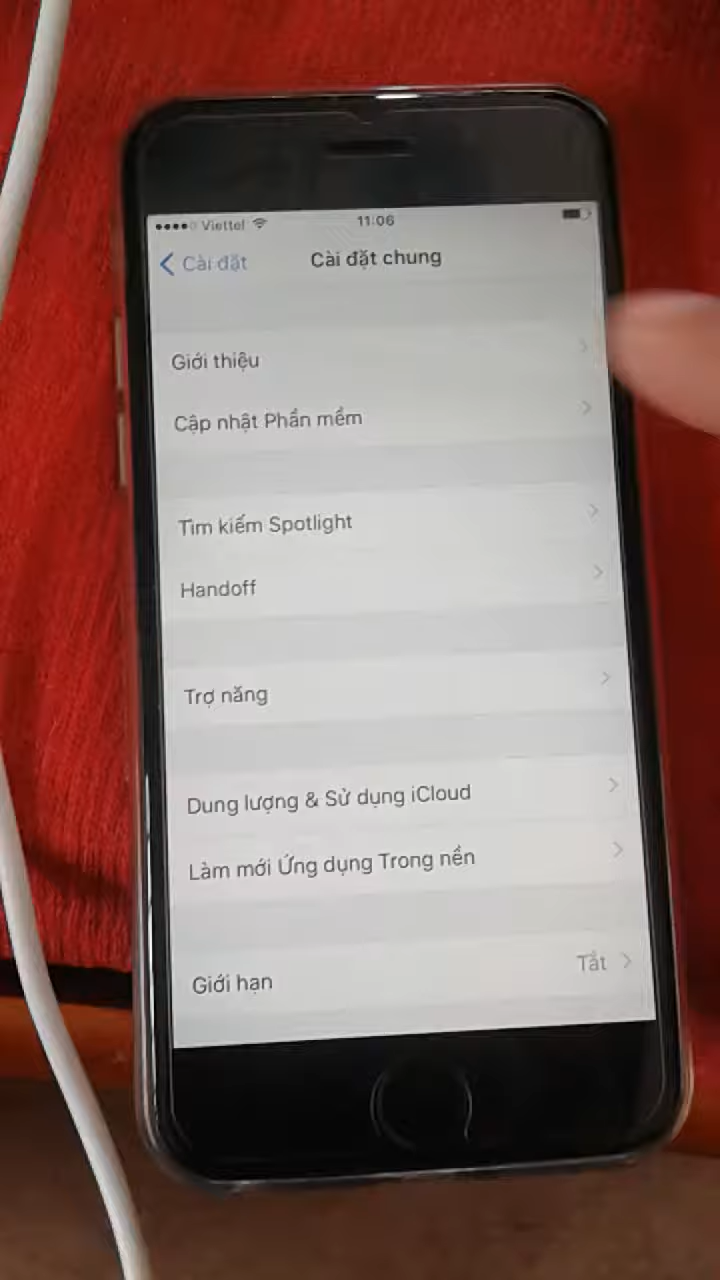 Viettel 11:06
Cài đặt Cài đặt chung
Giới thiệu
Cập nhật Phần mềm
Tìm kiếm Spotlight
Handoff
Trợ năng
Dung lượng & Sử dụng iCloud
Làm mới Ứng dụng Trong nền
Giới hạn Tắt